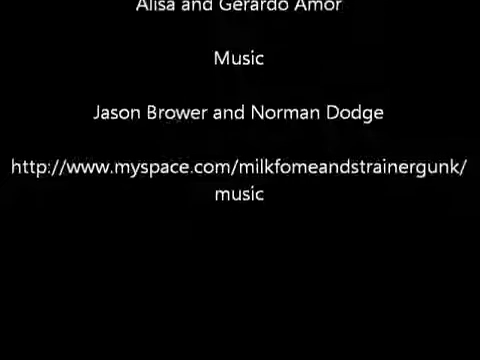 Alisa and Gerardo Amor
Music
Jason Brower and Norman Dodge
http://www.myspace.com/milkfomeandstrainergunk/
music